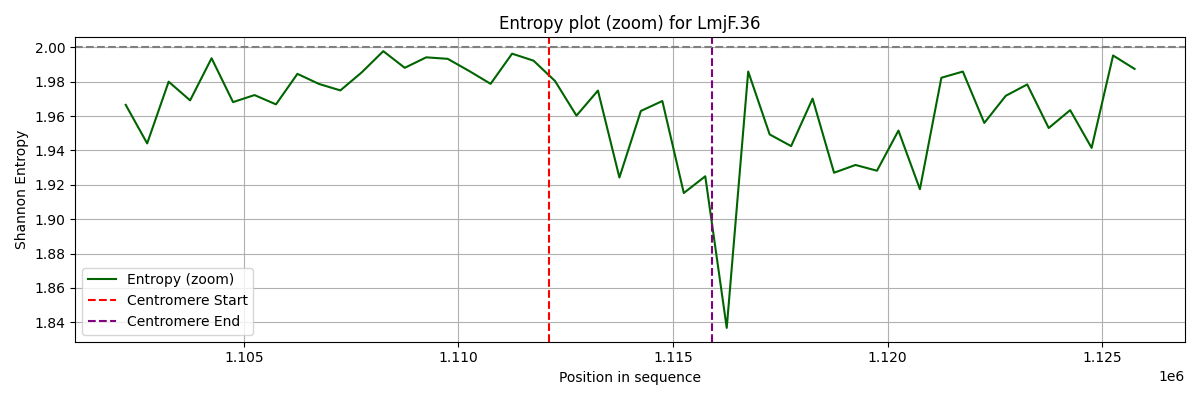 Entropy plot (zoom) for LmjF.36
Shannon Entropy
2.00
1.98
1.96
1.94
1.92
1.90
1.88
1.86
1.84
Entropy (zoom)
Centromere Start
Centromere End
1.105 1.110 1.115 1.120 1.125
1e6
Position in sequence